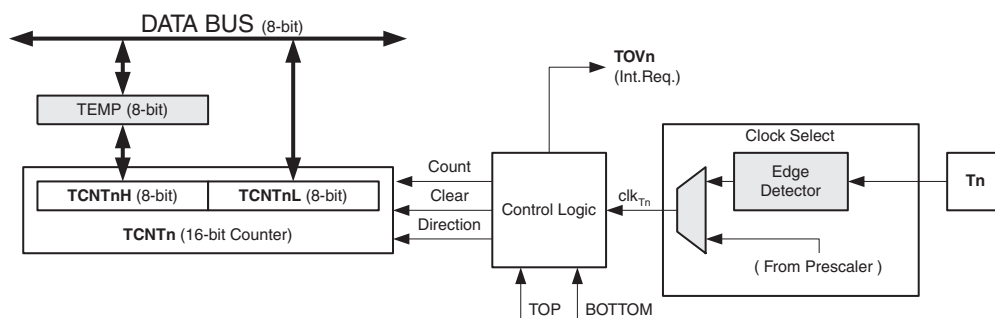 DATA BUS (8-bit)
TEMP (8-bit)
TCNTnH (8-bit) TCNTnL (8-bit)
TCNTn (16-bit Counter)
Count
Clear
Direction
Control Logic
TOVn
(Int.Req.)
TOP
BOTTOM
clkTn
Clock Select
Edge
Detector
( From Prescaler )
Tn